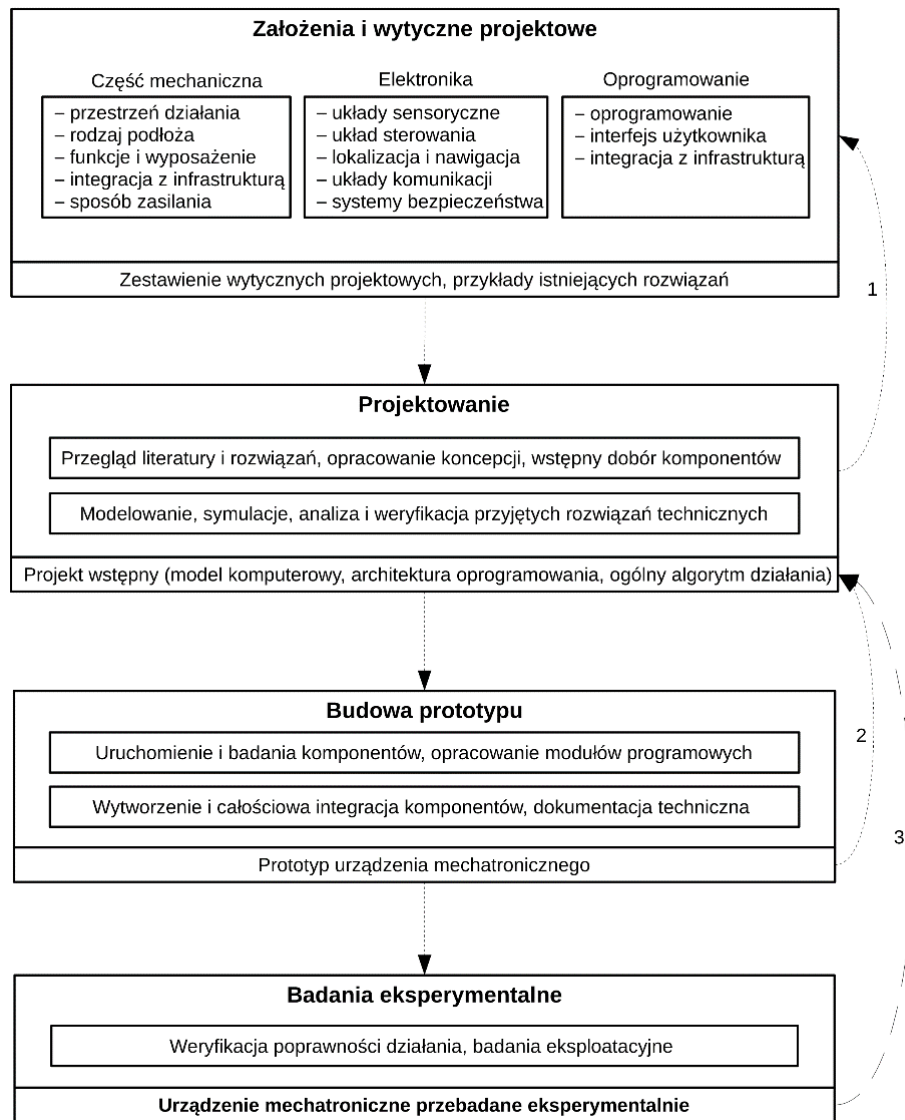 Założenia i wytyczne projektowe
Część mechaniczna
– przestrzeń działania
– rodzaj podłoża
– funkcje i wyposażenie
– integracja z infrastrukturą
– sposób zasilania
Elektronika
– układy sensoryczne
– układ sterowania
– lokalizacja i nawigacja
– układy komunikacji
– systemy bezpieczeństwa
Oprogramowanie
– oprogramowanie
– interfejs użytkownika
– integracja z infrastrukturą
Zestawienie wytycznych projektowych, przykłady istniejących rozwiązań
1
Projektowanie
Przegląd literatury i rozwiązań, opracowanie koncepcji, wstępny dobór komponentów
Modelowanie, symulacje, analiza i weryfikacja przyjętych rozwiązań technicznych
Projekt wstępny (model komputerowy, architektura oprogramowania, ogólny algorytm działania)
Budowa prototypu
Uruchomienie i badania komponentów, opracowanie modułów programowych
Wytworzenie i całościowa integracja komponentów, dokumentacja techniczna
Prototyp urządzenia mechatronicznego
2
3
Badania eksperymentalne
Weryfikacja poprawności działania, badania eksploatacyjne
Urządzenie mechatroniczne przebadane eksperymentalnie